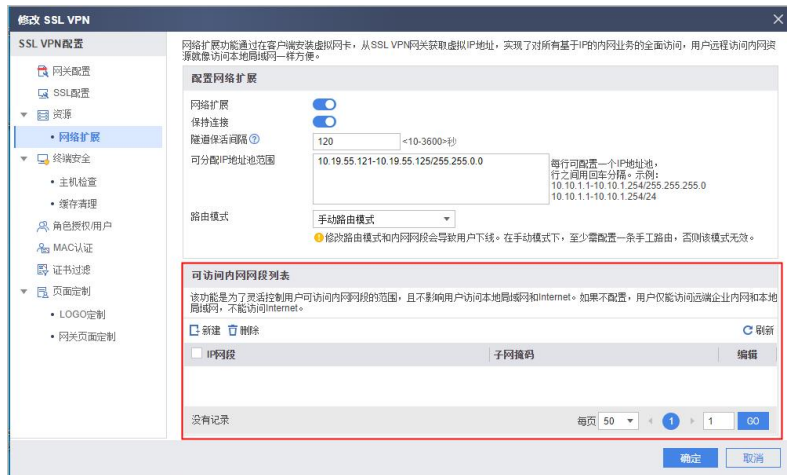 修改 SSL VPN
SSL VPN配置
网关配置
SSL配置
资源
网络扩展
终端安全
主机检查
缓存清理
角色授权/用户
MAC认证
证书过滤
页面定制
LOGO定制
网关页面定制
网络扩展功能通过在客户端安装虚拟网卡，从SSL VPN网关获取虚拟IP地址，实现了对所有基于IP的内网业务的全面访问，用户远程访问内网资
源就像访问本地局域网一样方便。
配置网络扩展
网络扩展
保持连接
隧道保活间隔 ? 120 <10-3600>秒
可分配IP地址池范围 10.19.55.121-10.19.55.125/255.255.0.0
每行可配置一个IP地址池，
行之间用回车分隔。示例：
10.10.1.1-10.10.1.254/255.255.255.0
10.10.1.1-10.10.1.254/24
路由模式 手动路由模式
修改路由模式和内网网段会导致用户下线。在手动模式下，至少需配置一条手工路由，否则该模式无效。
可访问内网网段列表
该功能是为了灵活控制用户可访问内网网段的范围，且不影响用户访问本地局域网和Internet。如果不配置，用户仅能访问远端企业内网和本地
局域网，不能访问Internet。
新建 删除 刷新
IP网段 子网掩码 编辑
没有记录 每页 50 1 1 GO
确定 取消